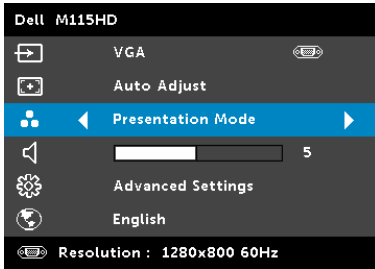 Dell M115HD
VGA
Auto Adjust
Presentation Mode
5
Advanced Settings
English
Resolution : 1280x800 60Hz